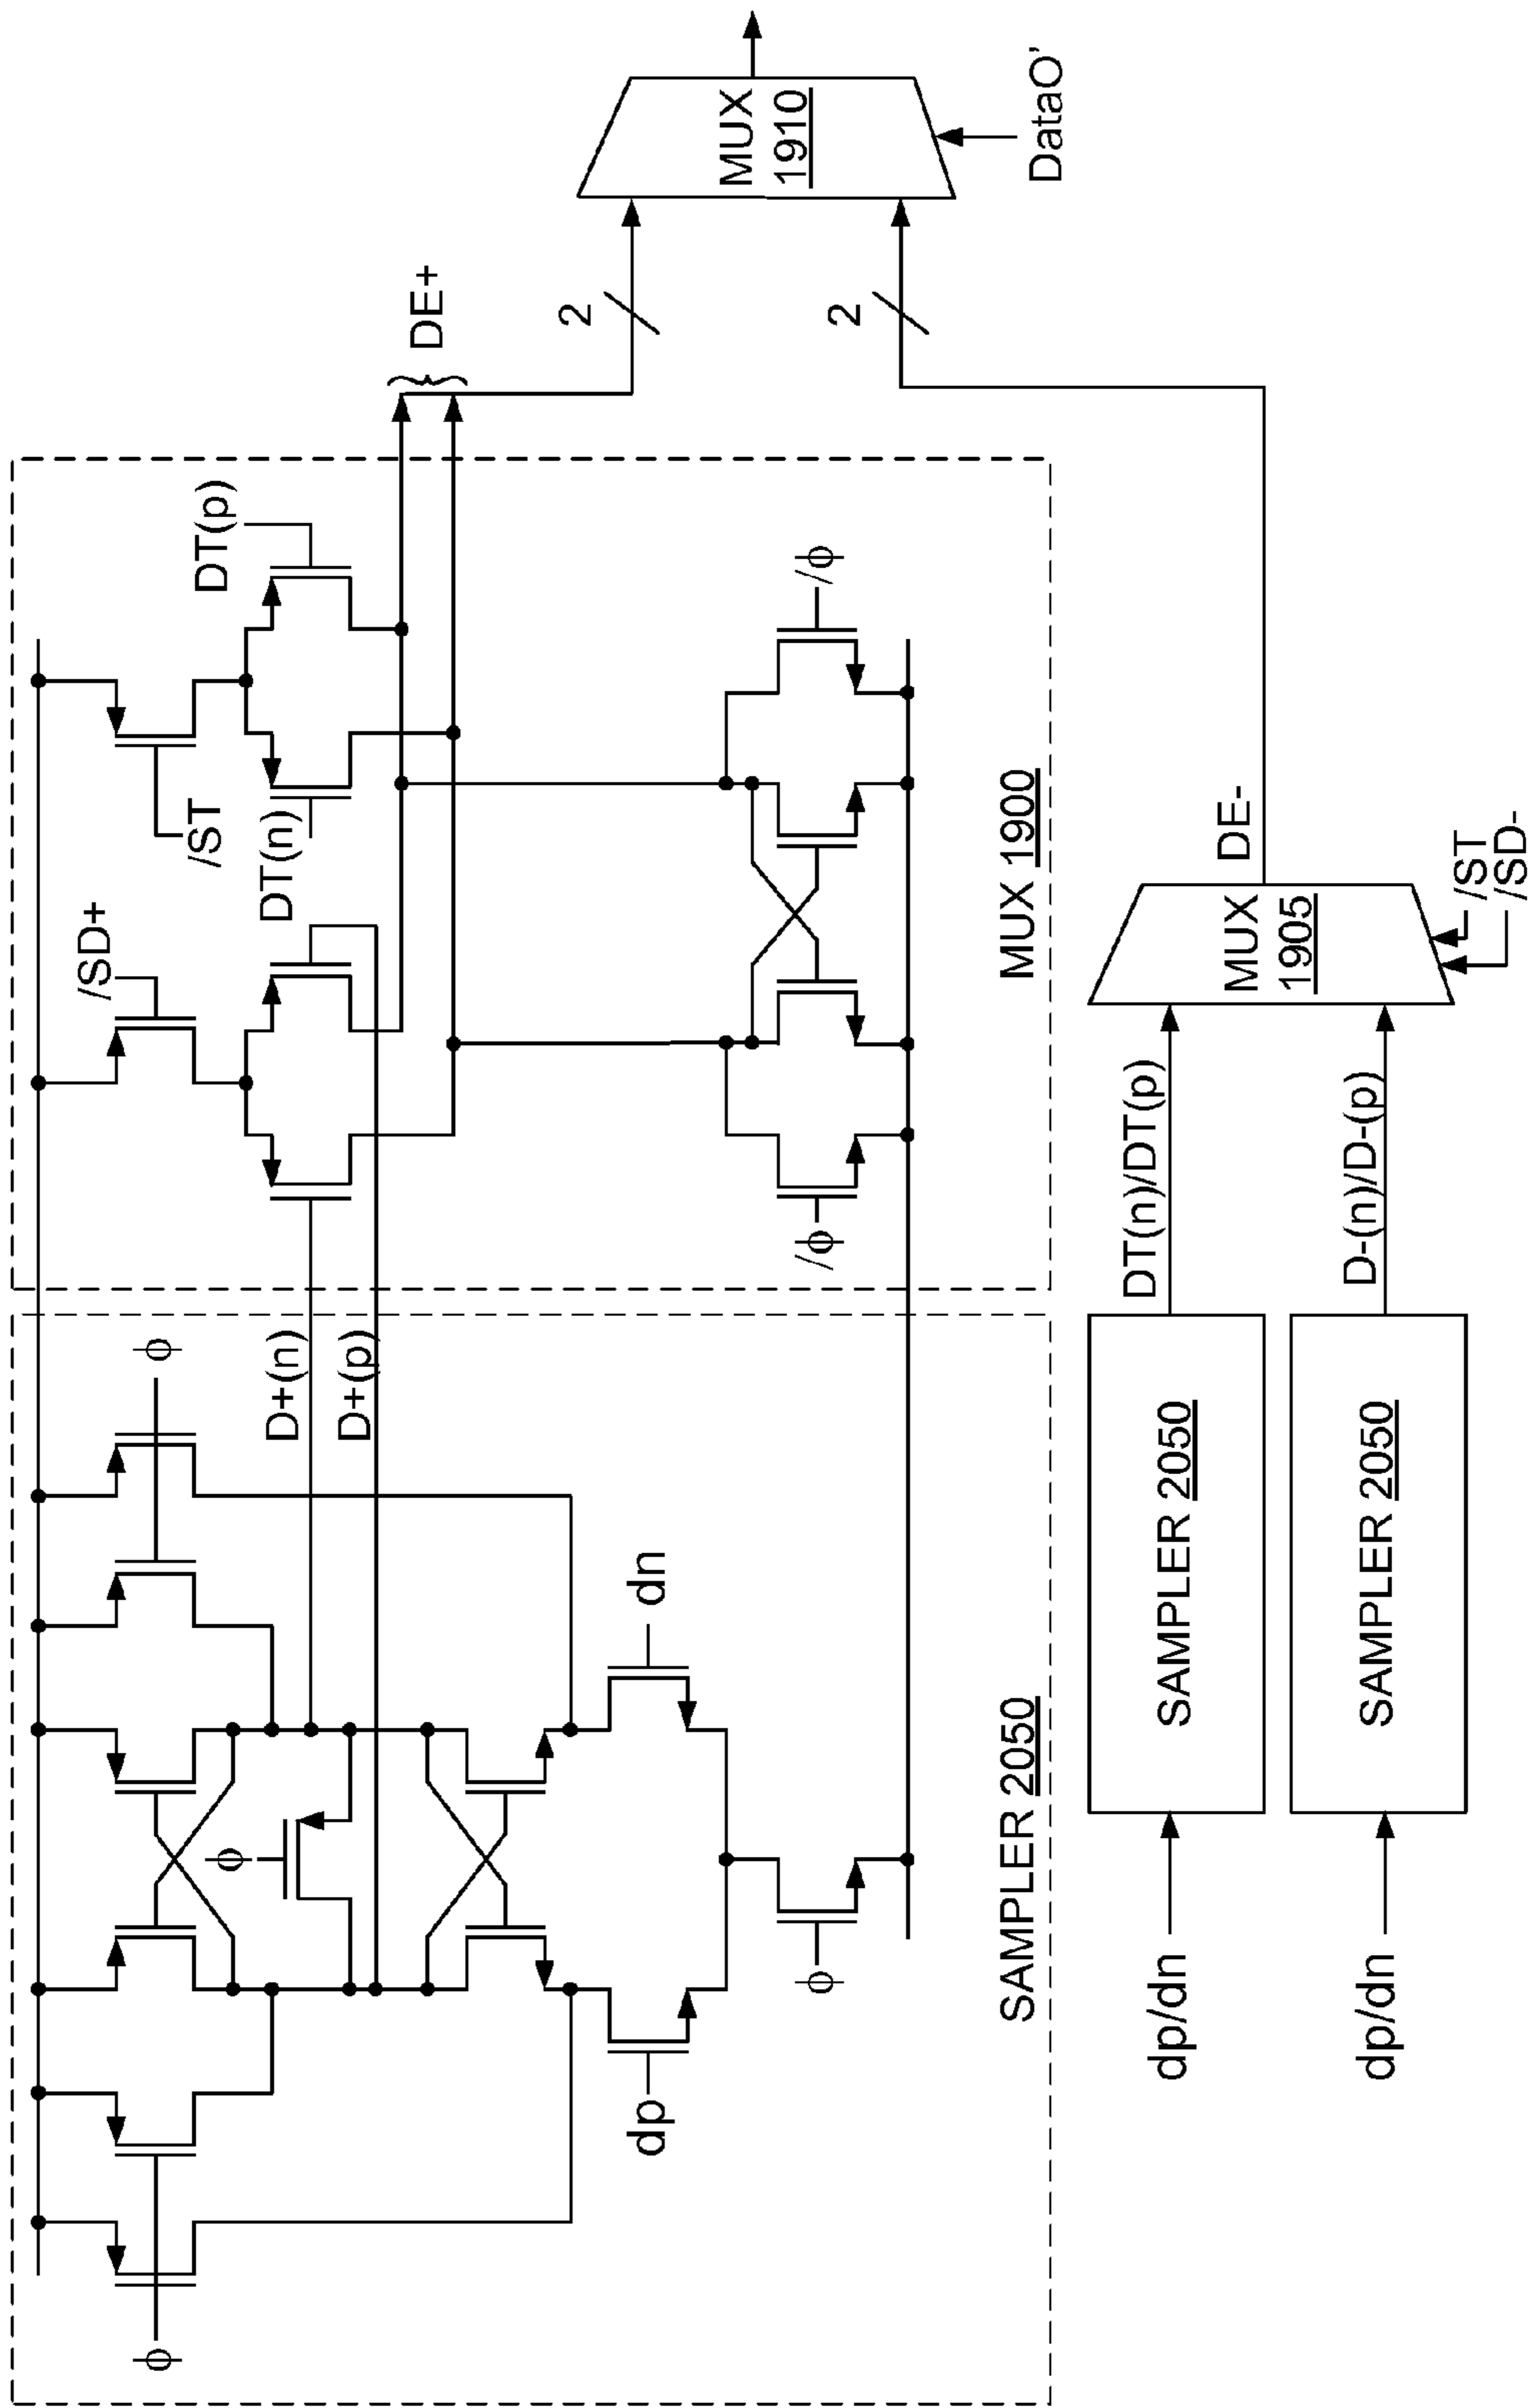 /SD+
/ST
DT(n)
DT(p)
DE+
ϕ
ϕ
ϕ
D+(n)
D+(p)
dp
dn
ϕ
/ϕ
/ϕ
SAMPLER 2050
MUX 1900
2
2
MUX
1910
DataO'
dp/dn
SAMPLER 2050
DT(n)/DT(p)
dp/dn
SAMPLER 2050
D-(n)/D-(p)
MUX
1905
DE-
/ST
/SD-